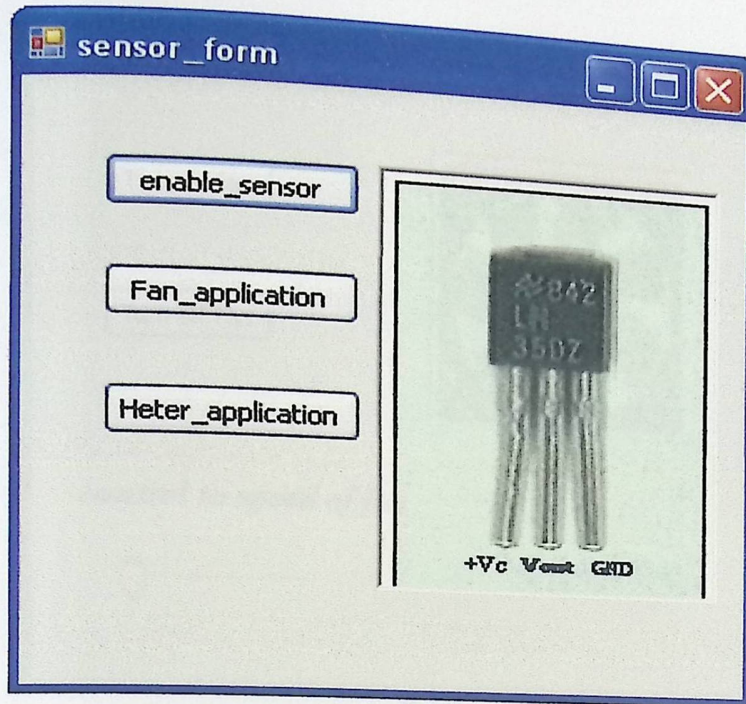 sensor_form
enable_sensor
Fan_application
Heter_application
842
LM
35DZ
+Vc Vout GND